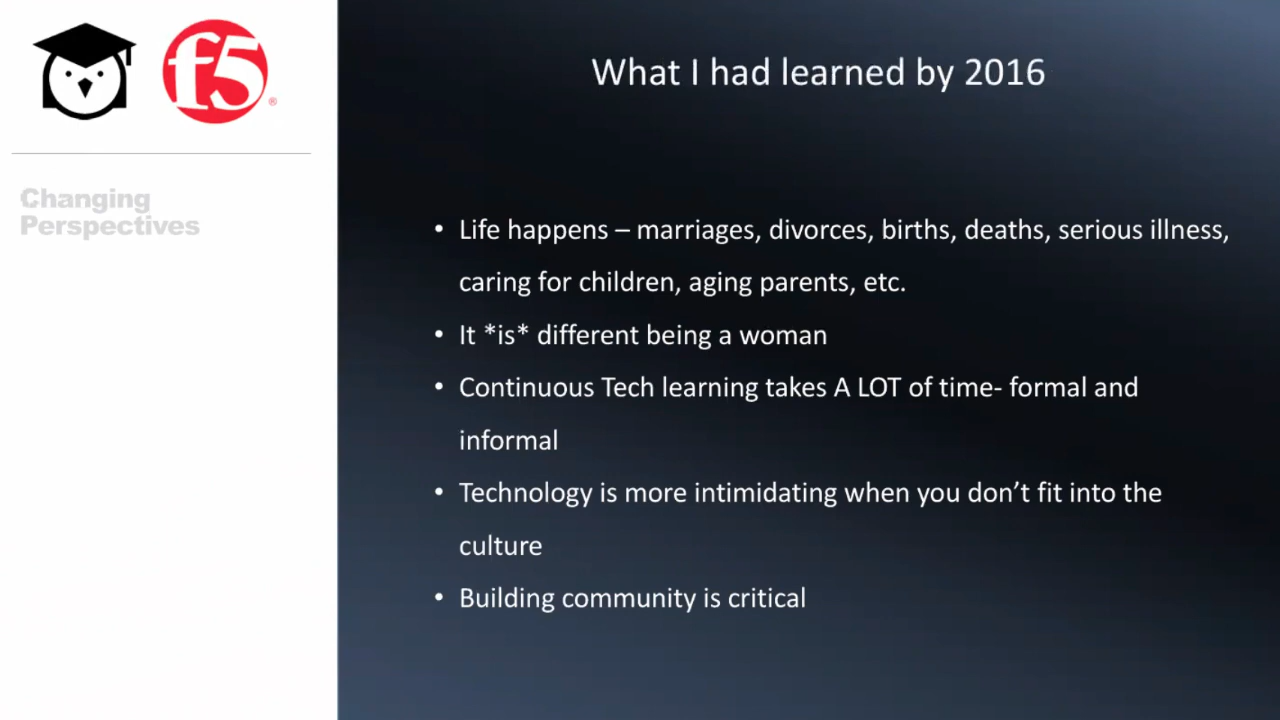 f5
®
Changing
Perspectives
What I had learned by 2016
• Life happens – marriages, divorces, births, deaths, serious illness,
caring for children, aging parents, etc.
• It *is* different being a woman
• Continuous Tech learning takes A LOT of time- formal and
informal
• Technology is more intimidating when you don’t fit into the
culture
• Building community is critical